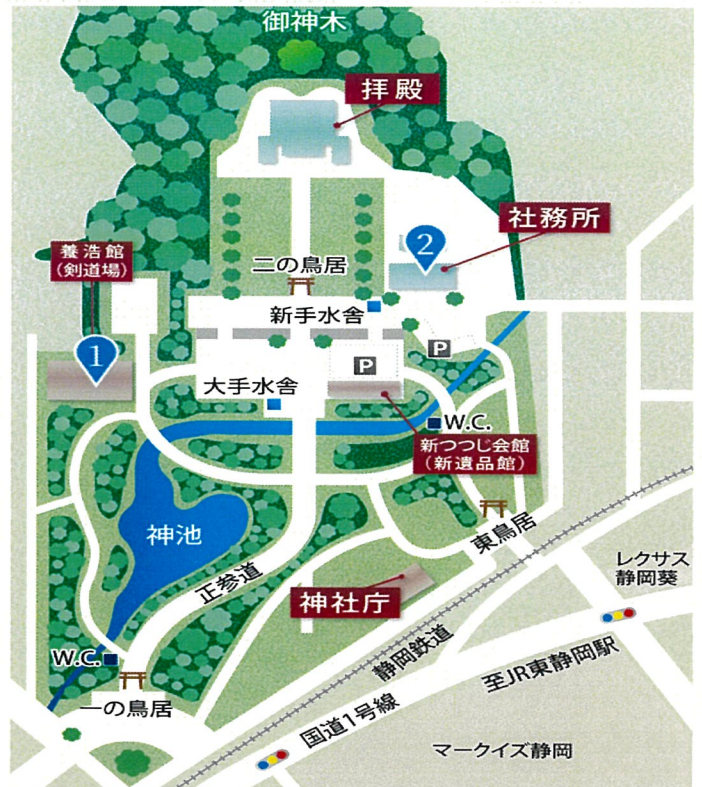 御神木
拝殿
社務所
2
養浩館
(剣道場)
1
二の鳥居
新手水舎
P
P
大手水舎
W.C.
新つつじ会館
(新遺品館)
神池
東鳥居
正参道
神社庁
レクサス
静岡葵
静岡鉄道
至JR東静岡駅
W.C.
一の鳥居
国道1号線
マークイズ静岡